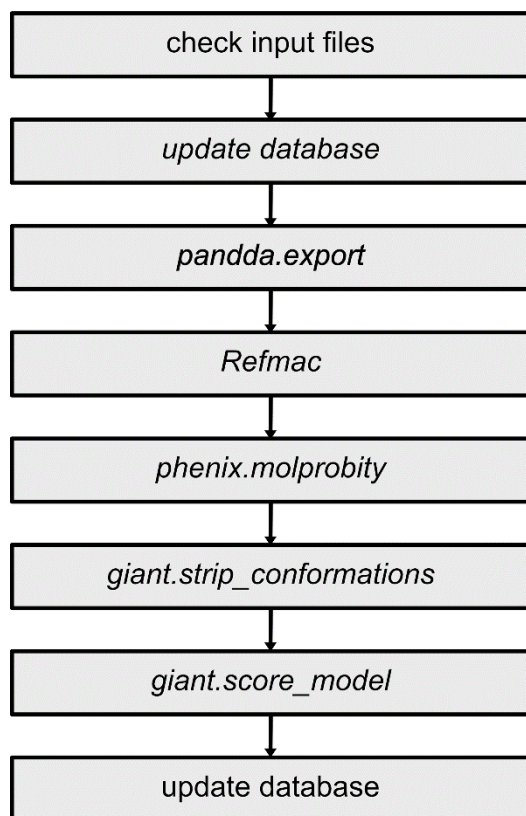 check input files
update database
pandda.export
Refmac
phenix.molprobity
giant.strip_conformations
giant.score_model
update database